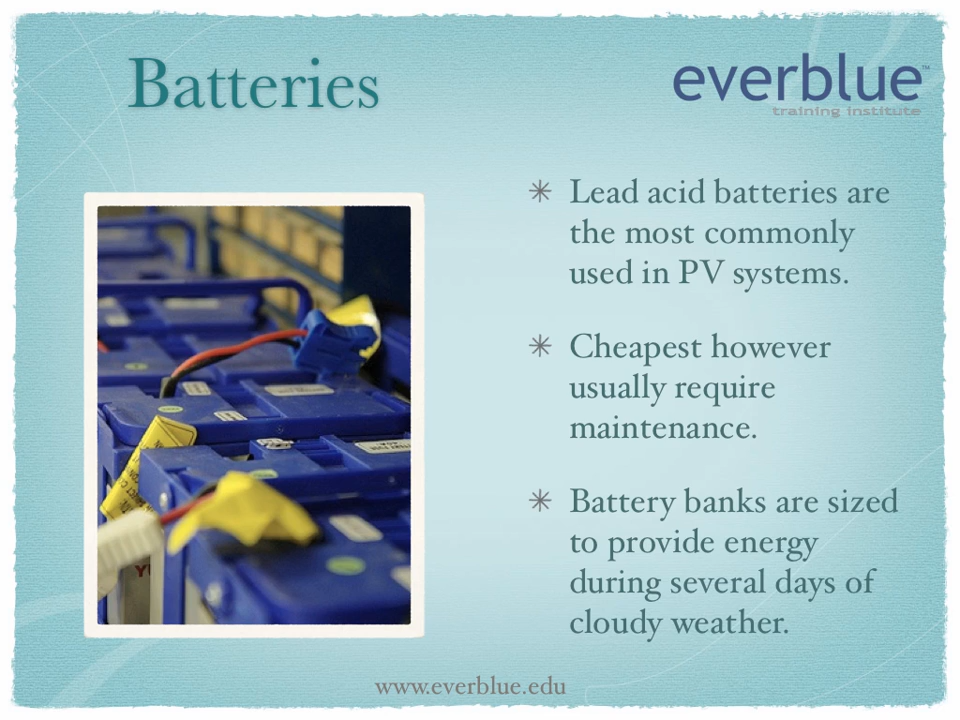 Batteries
everblue™
training institute
Lead acid batteries are
the most commonly
used in PV systems.
Cheapest however
usually require
maintenance.
Battery banks are sized
to provide energy
during several days of
cloudy weather.
www.everblue.edu